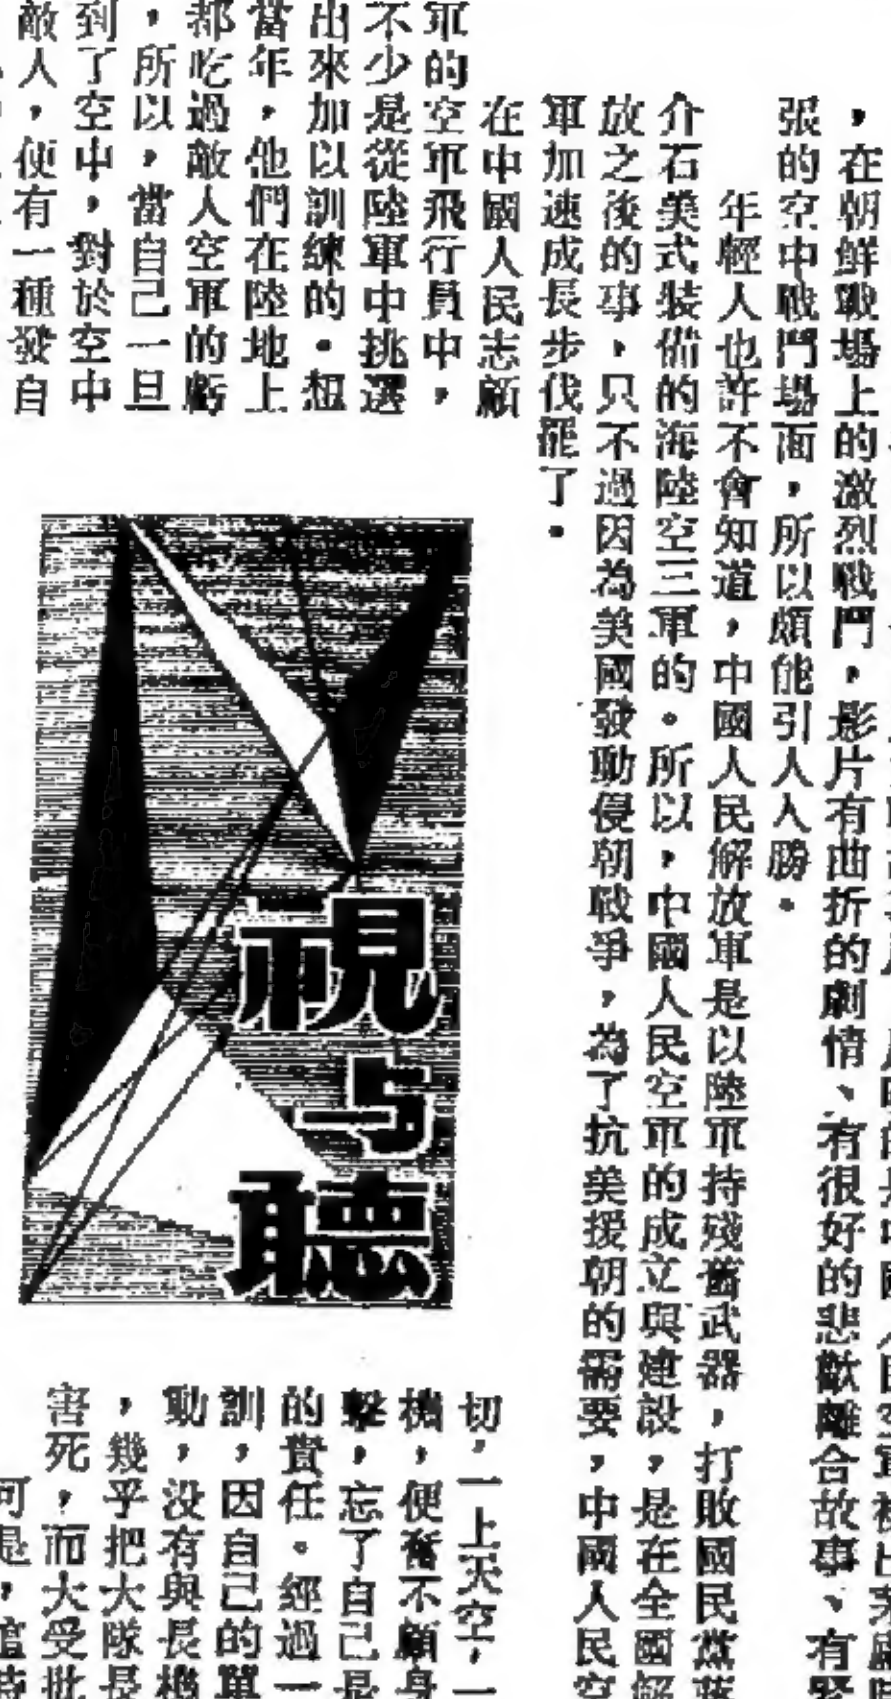 ，在朝鮮戰場上的激烈戰鬥，影片有曲折的劇情、有很好的悲歡離合故事、有緊
張的空中戰鬥場面，所以頗能引人入勝。
年輕人也許不會知道，中國人民解放軍是以陸軍持殘舊武器，打敗國民黨蔣
介石美式裝備的海陸空三軍的。所以，中國人民空軍的成立與建設，是在全國解
放之後的事，只不過因為美國發動侵朝戰爭，為了抗美援朝的需要，中國人民空
軍加速成長步伐罷了。
在中國人民志願
軍的空軍飛行員中，
不少是從陸軍中挑選
出來加以訓練的。想
當年，他們在陸地上
都吃過敵人空軍的虧
，所以，當自己一旦
到了空中，對於空中
敵人，便有一種發自
視与聽
切，一上天空，一
機，便奮不顧身
擊，忘了自己是
的責任。經過一
訓，因自己的單
動，没有與長機
，幾乎把大隊長
害死，而大受批
可是，當時